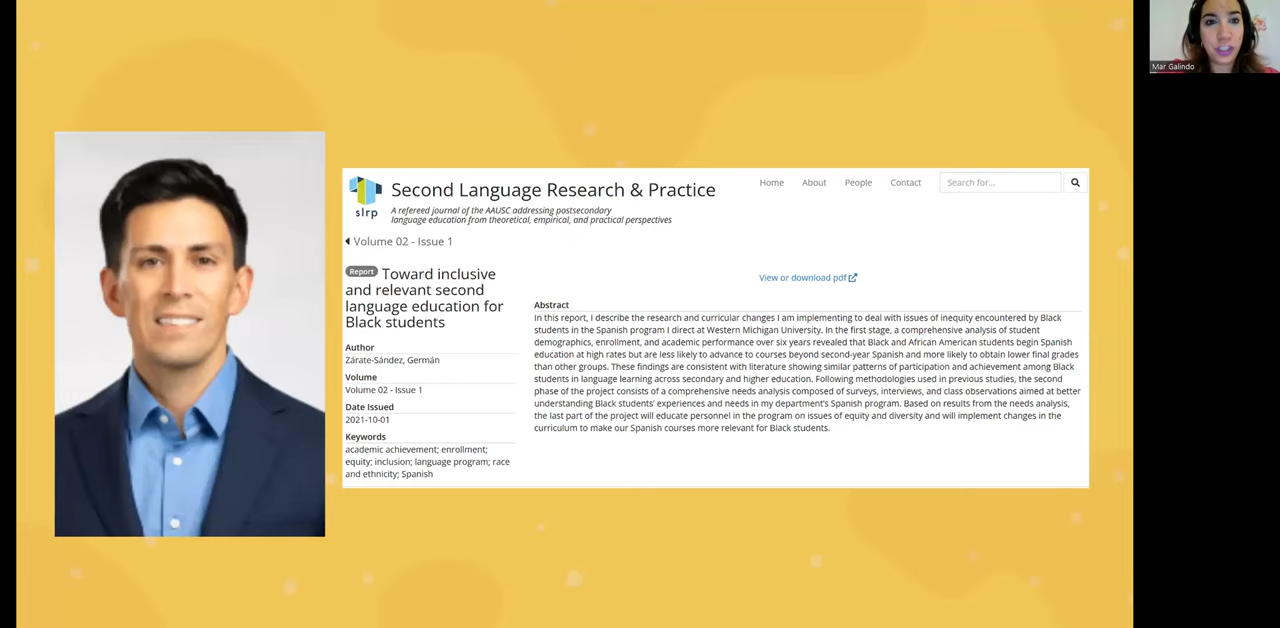 Mar Galindo
slrp
Second Language Research & Practice
A refereed journal of the AAUSC addressing postsecondary
language education from theoretical, empirical, and practical perspectives
Home About People Contact Search for...
Volume 02 - Issue 1
Report Toward inclusive
and relevant second
language education for
Black students
Author
Zárate-Sández, Germán
Volume
Volume 02 - Issue 1
Date Issued
2021-10-01
Keywords
academic achievement; enrollment;
equity; inclusion; language program; race
and ethnicity; Spanish
View or download pdf
Abstract
In this report, I describe the research and curricular changes I am implementing to deal with issues of inequity encountered by Black
students in the Spanish program I direct at Western Michigan University. In the first stage, a comprehensive analysis of student
demographics, enrollment, and academic performance over six years revealed that Black and African American students begin Spanish
education at high rates but are less likely to advance to courses beyond second-year Spanish and more likely to obtain lower final grades
than other groups. These findings are consistent with literature showing similar patterns of participation and achievement among Black
students in language learning across secondary and higher education. Following methodologies used in previous studies, the second
phase of the project consists of a comprehensive needs analysis composed of surveys, interviews, and class observations aimed at better
understanding Black students' experiences and needs in my department's Spanish program. Based on results from the needs analysis,
the last part of the project will educate personnel in the program on issues of equity and diversity and will implement changes in the
curriculum to make our Spanish courses more relevant for Black students.